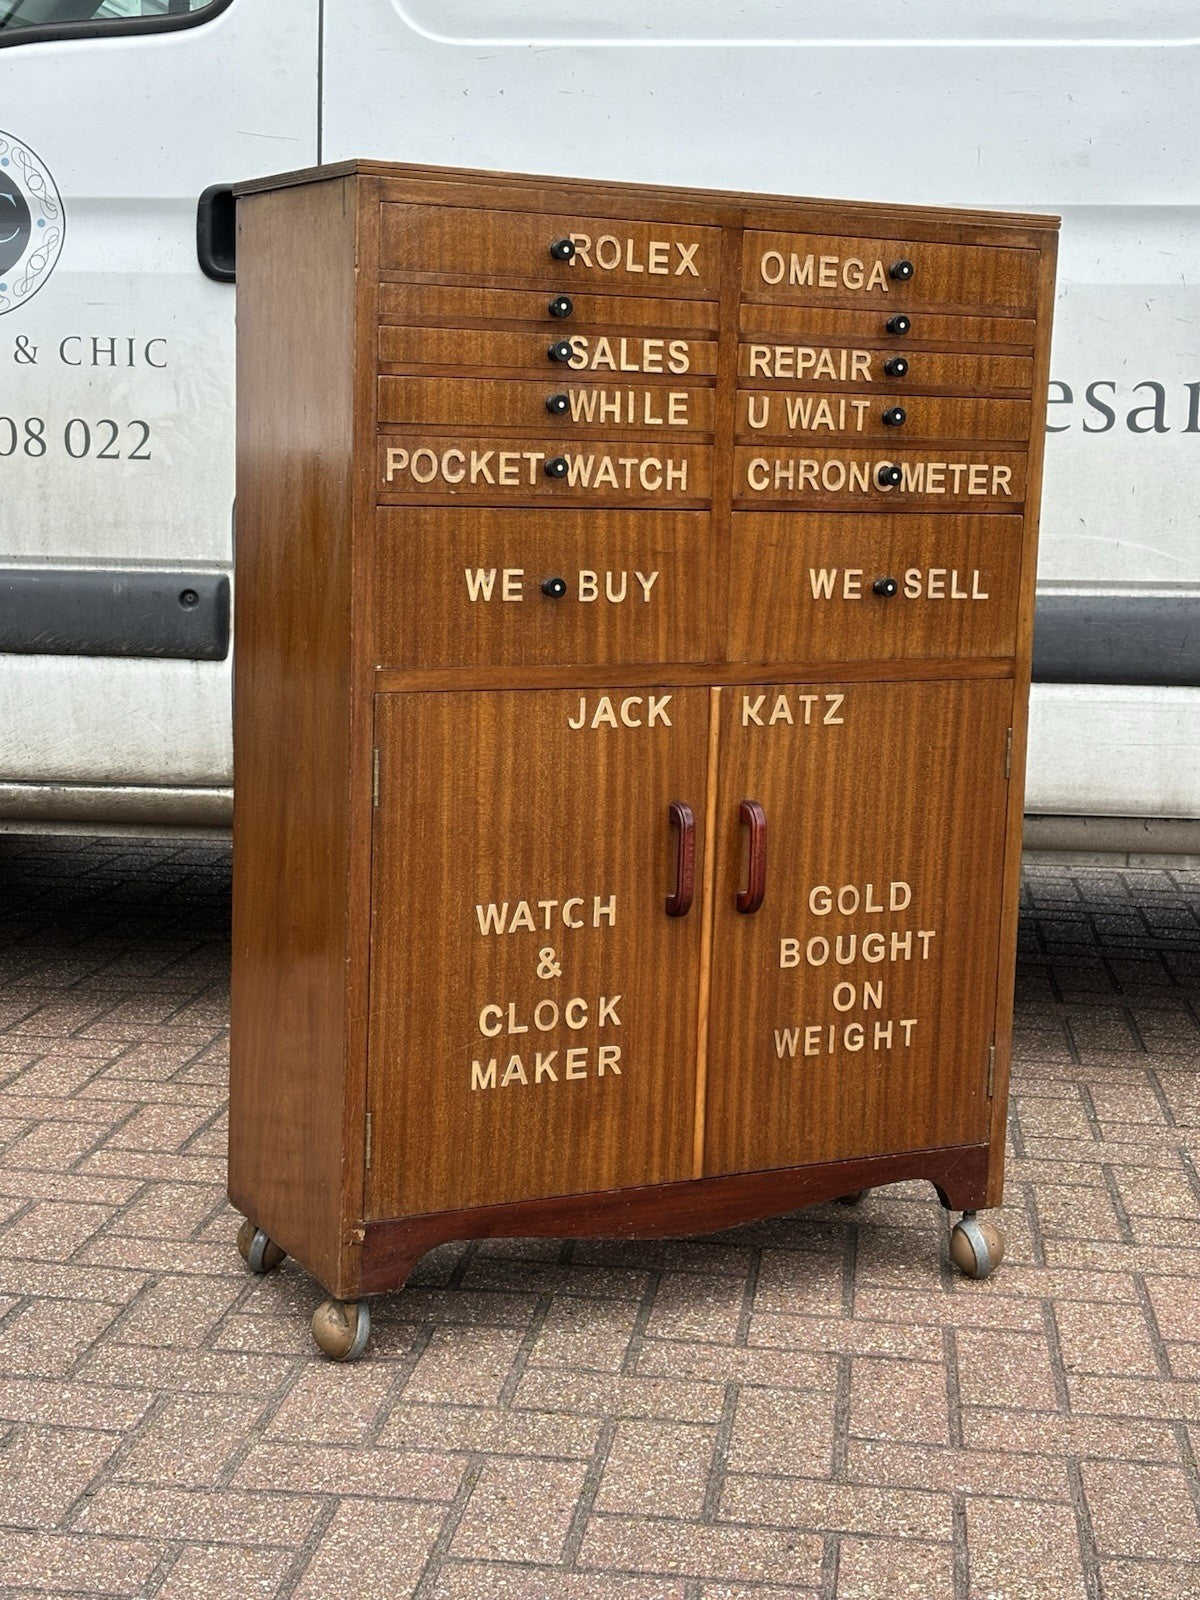 ROLEX OMEGA
SALES REPAIR
WHILE U WAIT
POCKET WATCH CHRONOMETER
WE BUY WE SELL
JACK KATZ
WATCH
&
CLOCK
MAKER
GOLD
BOUGHT
ON
WEIGHT
C
& CHIC
08 022
esa